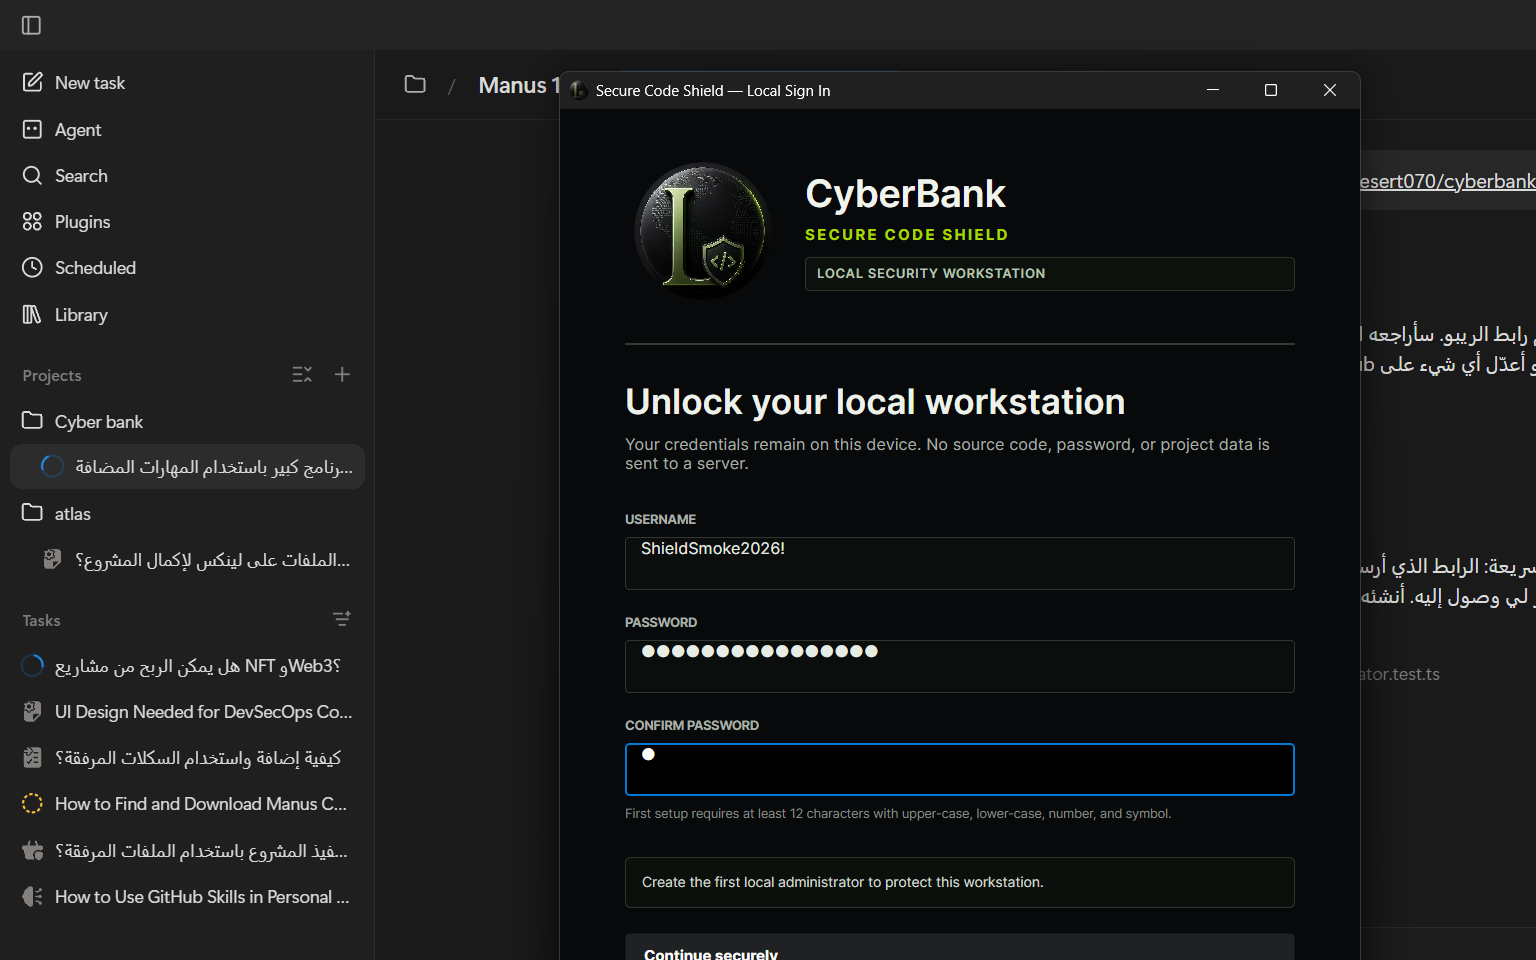 New task
Agent
Search
Plugins
Scheduled
Library
Projects
Cyber bank
...رنامج كبير باستخدام المهارات المضافة
atlas
...الملفات على لينكس لإكمال المشروع؟
Tasks
هل يمكن الربح من مشاريع NFT وWeb3؟
UI Design Needed for DevSecOps Co...
كيفية إضافة واستخدام السكلات المرفقة؟
How to Find and Download Manus C...
...فيذ المشروع باستخدام الملفات المرفقة؟
How to Use GitHub Skills in Personal ...
Manus 1
Secure Code Shield — Local Sign In
CyberBank
SECURE CODE SHIELD
LOCAL SECURITY WORKSTATION
Unlock your local workstation
Your credentials remain on this device. No source code, password, or project data is
sent to a server.
USERNAME
ShieldSmoke2026!
PASSWORD
●●●●●●●●●●●●●●●●
CONFIRM PASSWORD
●
First setup requires at least 12 characters with upper-case, lower-case, number, and symbol.
Create the first local administrator to protect this workstation.
Continue securely
esert070/cyberbank
رابط الريبو. سأراجعه
و أعدّل أي شيء على
سريعة: الرابط الذي
لي وصول إليه. أنشئه
ator.test.ts